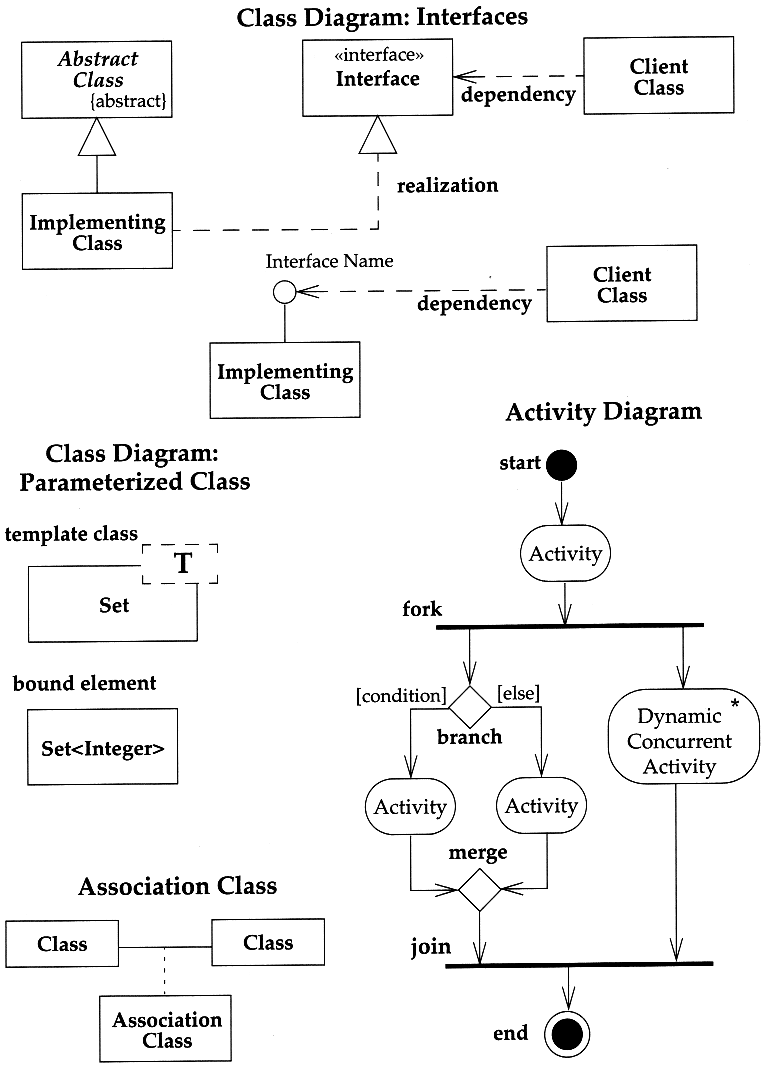 Class Diagram: Interfaces
Abstract
Class
{abstract}
«interface»
Interface
Client
Class
dependency
realization
Implementing
Class
Interface Name
dependency
Client
Class
Implementing
Class
Class Diagram:
Parameterized Class
template class
T
Set
bound element
Set<Integer>
Association Class
Class
Class
Association
Class
Activity Diagram
start
Activity
fork
[condition]
[else]
branch
Dynamic *
Concurrent
Activity
Activity
Activity
merge
join
end